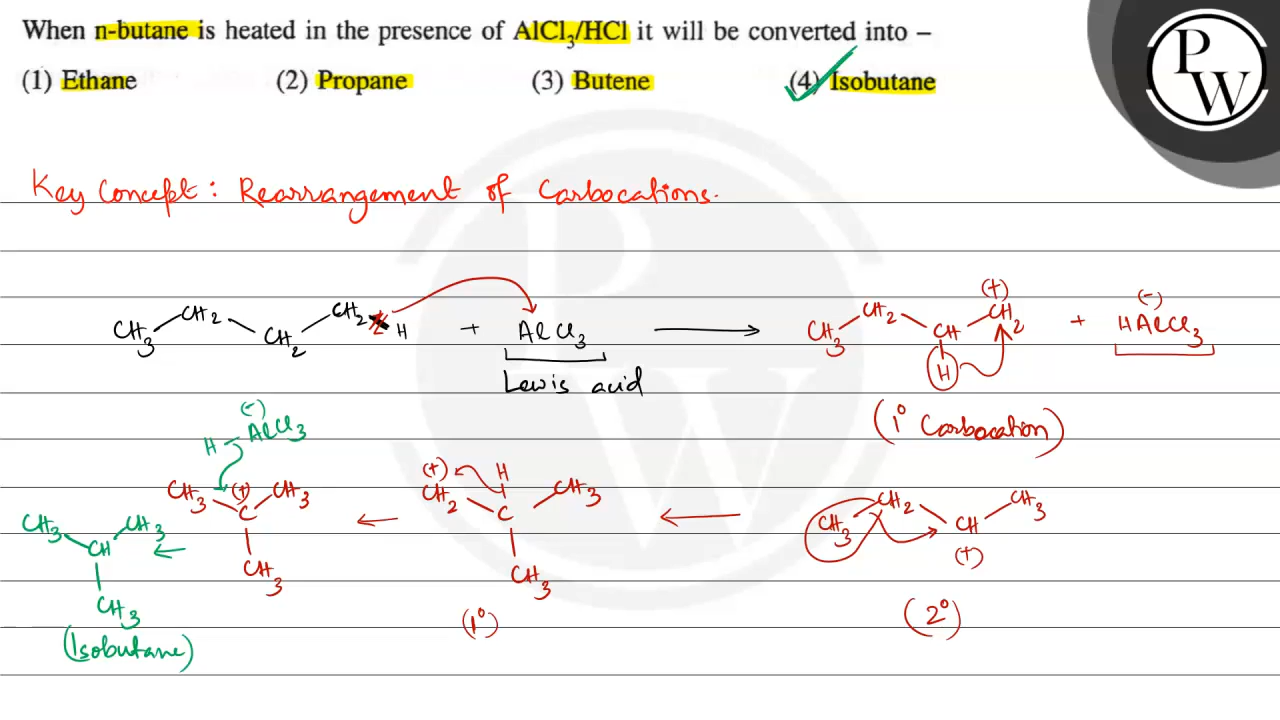 When n-butane is heated in the presence of AlCl₃/HCl it will be converted into –
(1) Ethane (2) Propane (3) Butene (4) Isobutane
P
W
Key Concept: Rearrangement of Carbocations.
CH₃ CH₂ CH₂ CH₂ H + AlCl₃ ⟶ CH₃ CH₂ CH H CH₂ (+) + HAlCl₃ (-)
Lewis acid
(1° Carbocation)
H AlCl₃ (-)
CH₃ CH₂ CH (+) CH₃
(2°)
←
(+) CH₂ C H CH₃ CH₃
(1°)
←
CH₃ C (+) CH₃ CH₃
←
CH₃ CH CH₃ CH₃
(Isobutane)